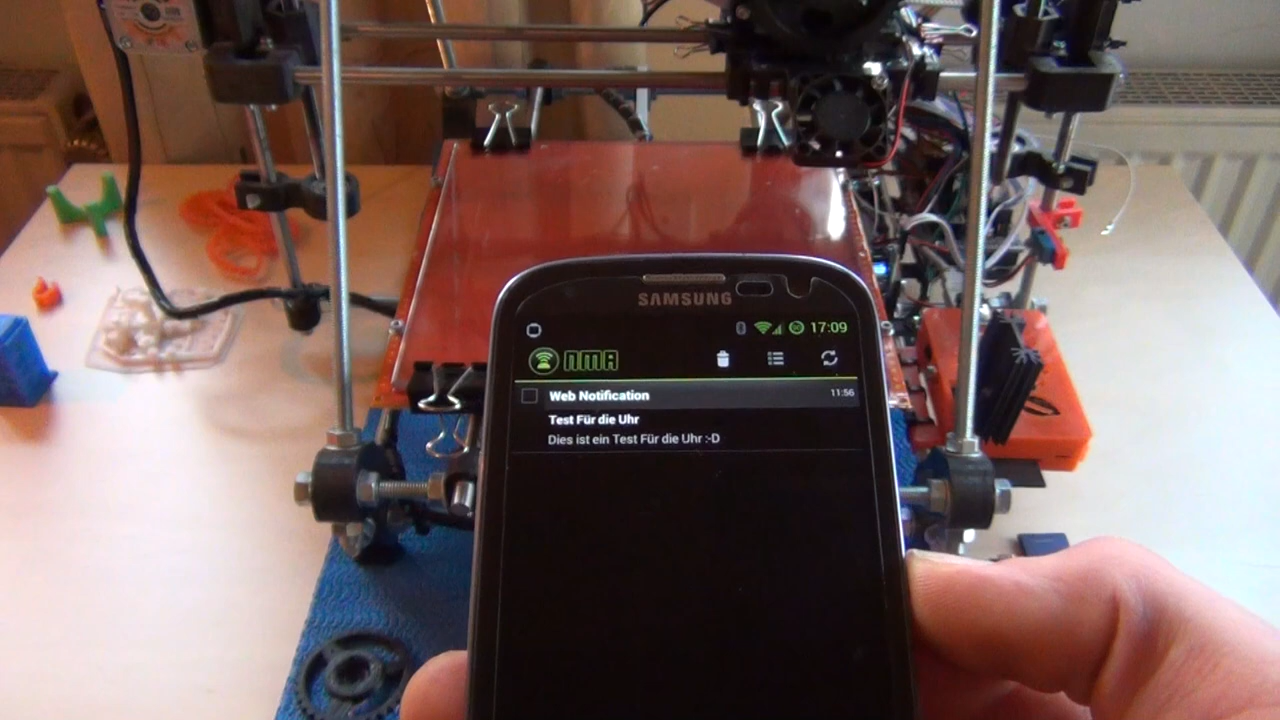 SAMSUNG
17:09
NMA
Web Notification 11:56
Test Für die Uhr
Dies ist ein Test Für die Uhr :-D